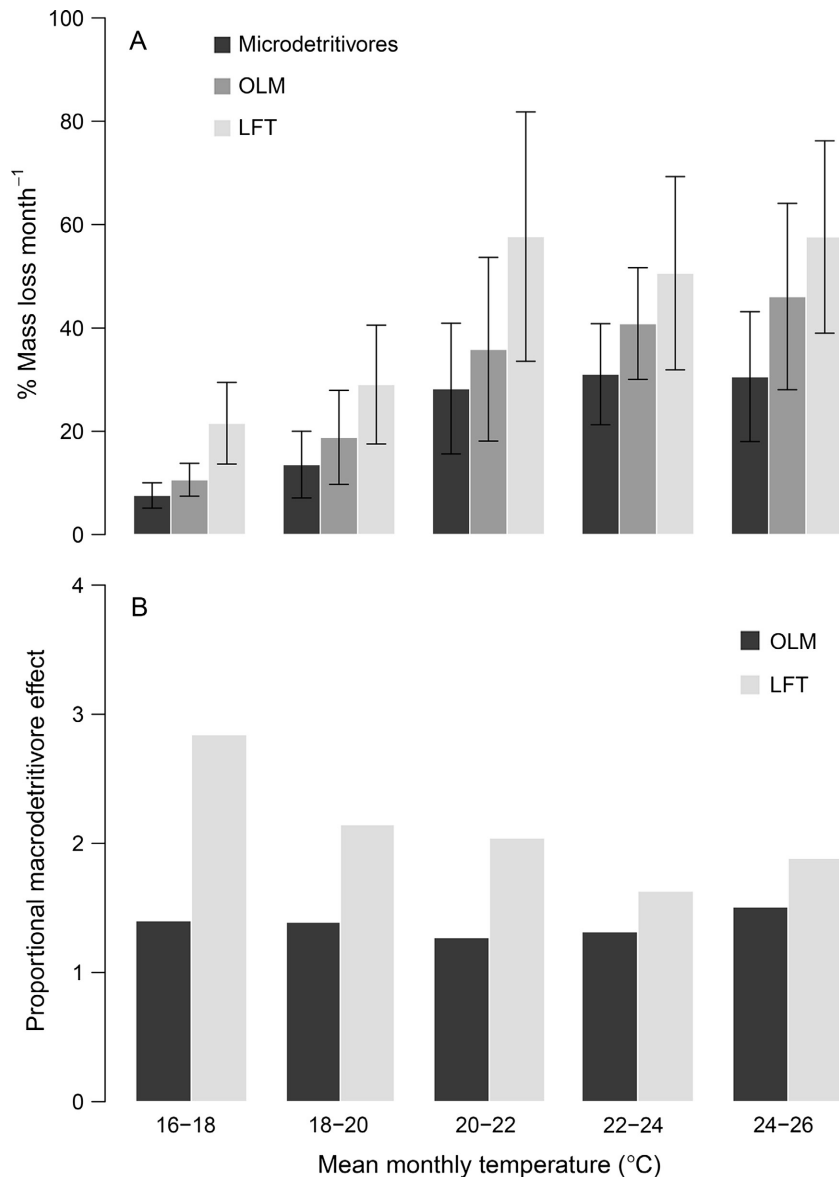 100
A
Microdetritivores
80
OLM
LFT
60
% Mass loss month⁻¹
40
20
0
4
B
OLM
3
LFT
Proportional macrodetritivore effect
2
1
0
16−18 18−20 20−22 22−24 24−26
Mean monthly temperature (°C)